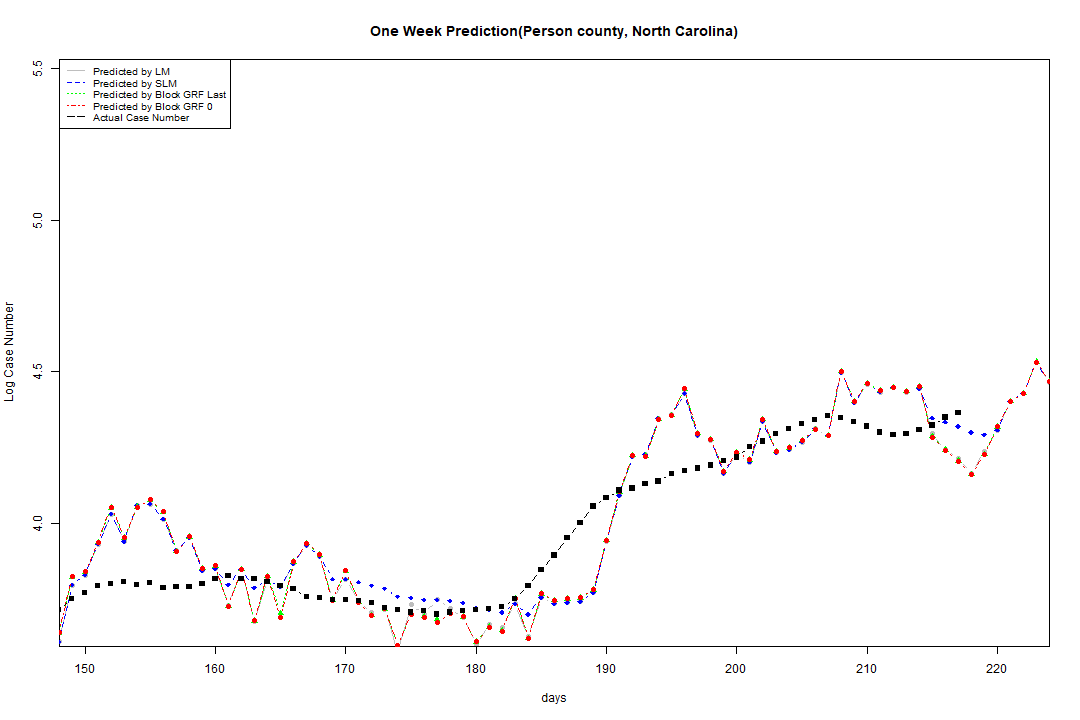 One Week Prediction(Person county, North Carolina)
Predicted by LM
Predicted by SLM
Predicted by Block GRF Last
Predicted by Block GRF 0
Actual Case Number
5.5
5.0
4.5
4.0
Log Case Number
150 160 170 180 190 200 210 220
days